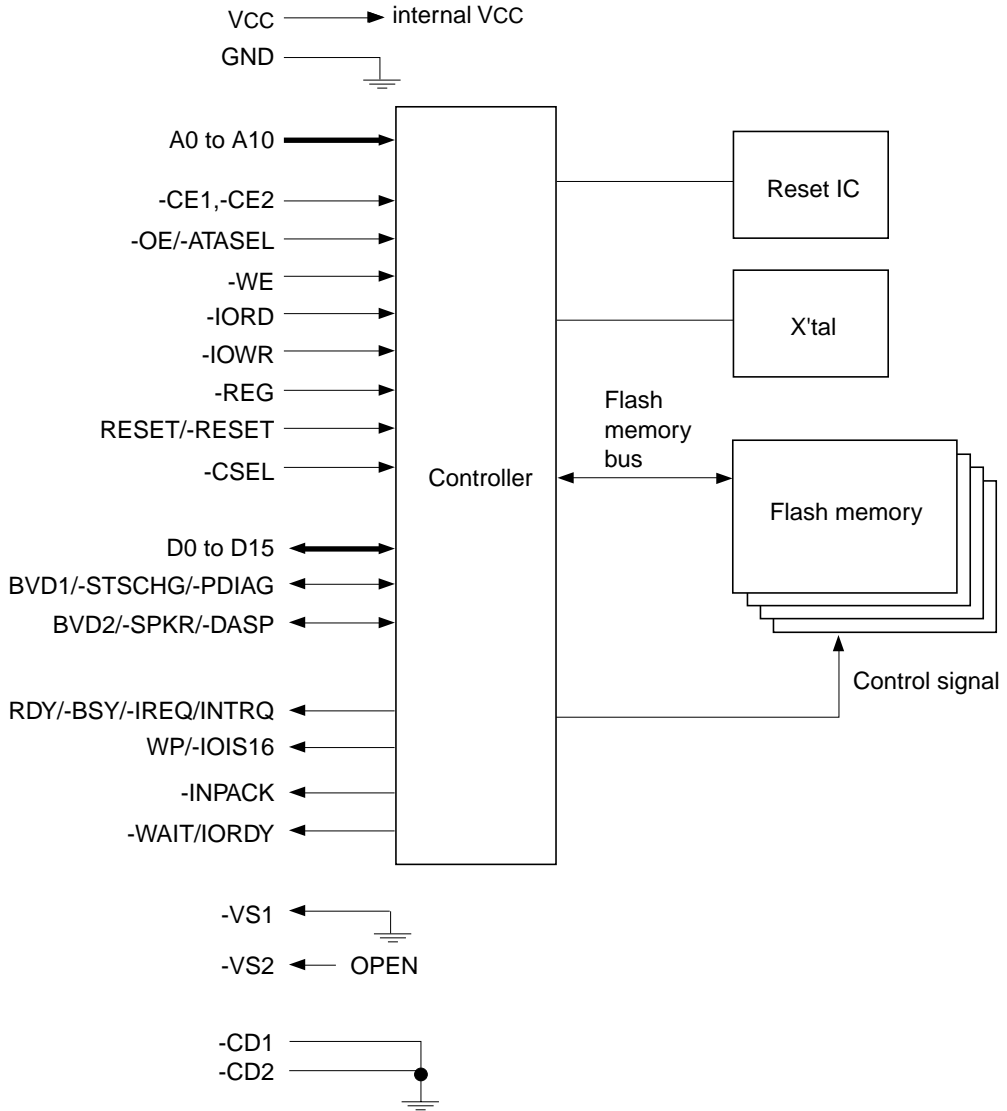 VCC
internal VCC
GND
A0 to A10
-CE1,-CE2
-OE/-ATASEL
-WE
-IORD
-IOWR
-REG
RESET/-RESET
-CSEL
D0 to D15
BVD1/-STSCHG/-PDIAG
BVD2/-SPKR/-DASP
RDY/-BSY/-IREQ/INTRQ
WP/-IOIS16
-INPACK
-WAIT/IORDY
Controller
Reset IC
X'tal
Flash
memory
bus
Flash memory
Control signal
-VS1
-VS2
OPEN
-CD1
-CD2